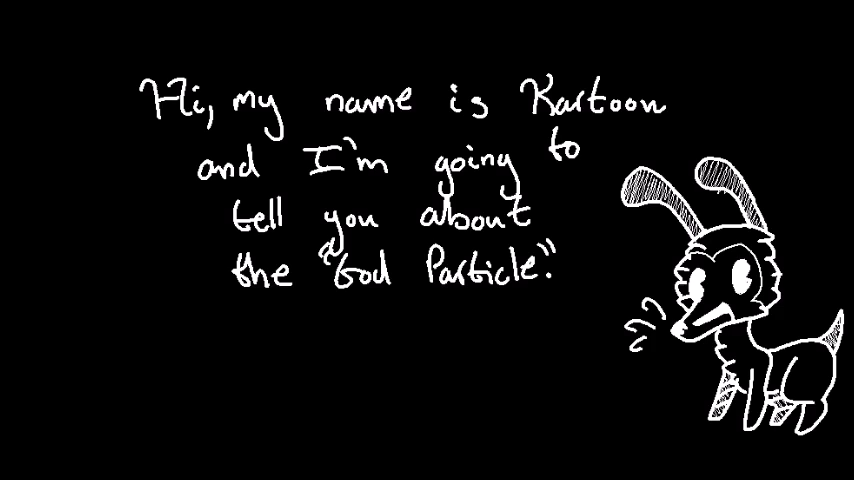 Hi, my name is Kartoon
and I'm going to
tell you about
the "God Particle."